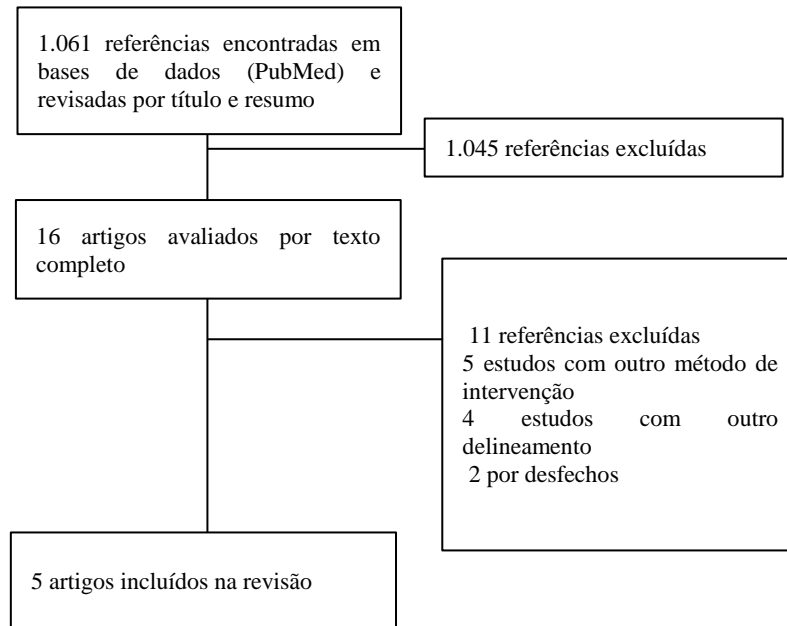 1.061 referências encontradas em
bases de dados (PubMed) e
revisadas por título e resumo
1.045 referências excluídas
16 artigos avaliados por texto
completo
11 referências excluídas
5 estudos com outro método de
intervenção
4 estudos com outro
delineamento
2 por desfechos
5 artigos incluídos na revisão